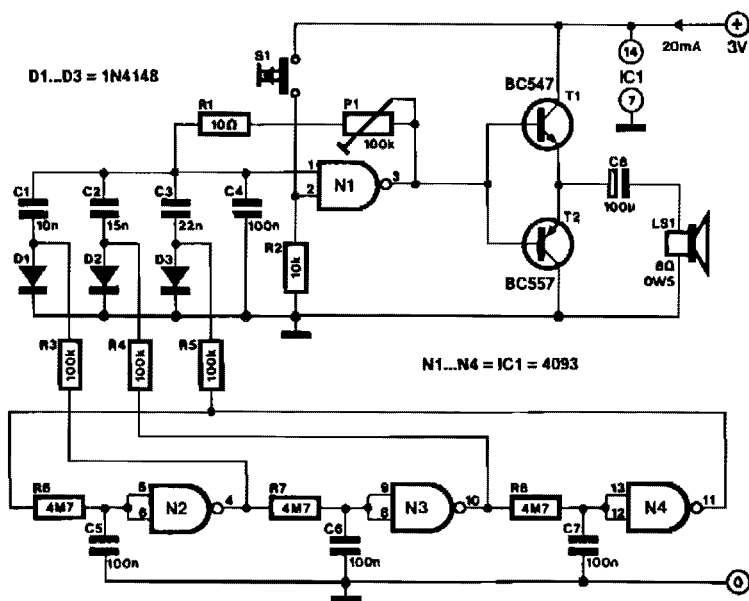 +
3V
20mA
14
IC1
7
S1
D1...D3 = 1N4148
BC547
T1
R1
10Ω
P1
100k
C1
10n
C2
15n
C3
22n
C4
100n
1
2
N1
3
C8
100µ
T2
BC557
LS1
8Ω
0W5
R2
10k
D1
D2
D3
R3
100k
R4
100k
R5
100k
N1...N4 = IC1 = 4093
R6
4M7
5
6
N2
4
R7
4M7
9
8
N3
10
R8
4M7
13
12
N4
11
C5
100n
C6
100n
C7
100n
0